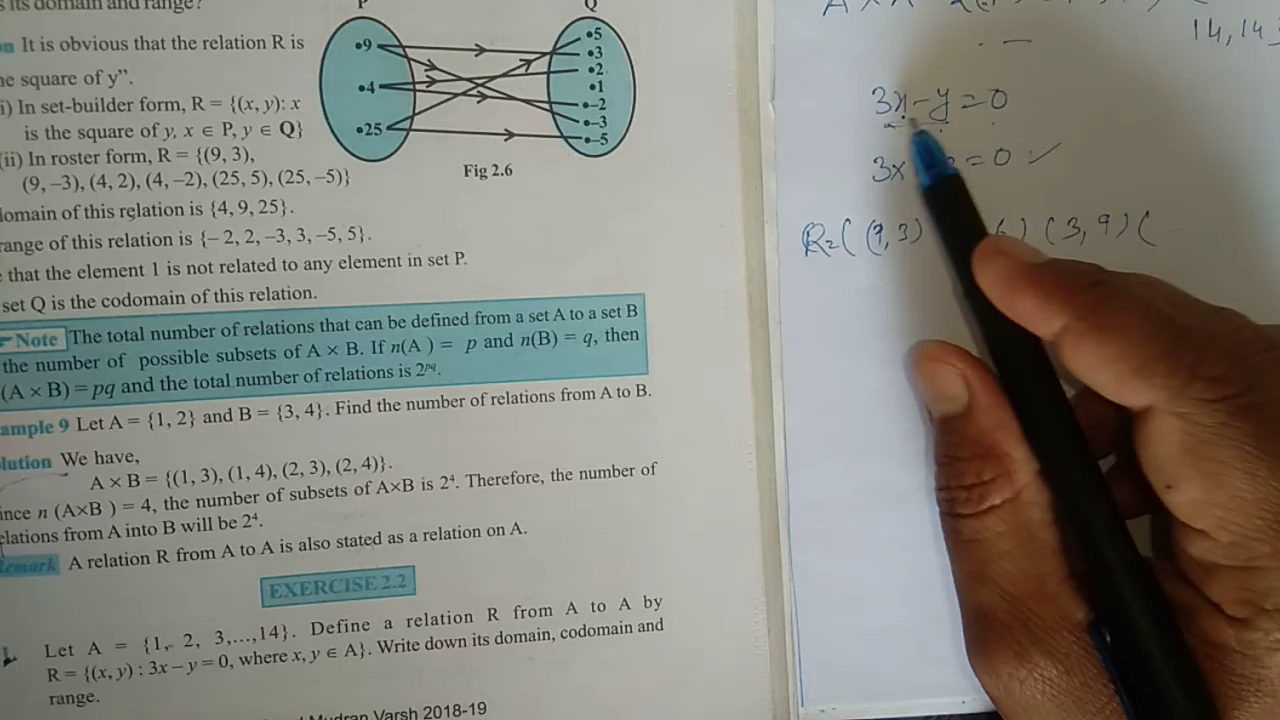 its domain and range?
It is obvious that the relation R is
square of y".
i) In set-builder form, R = {(x, y): x
is the square of y, x ∈ P, y ∈ Q}
(ii) In roster form, R = {(9, 3),
(9, –3), (4, 2), (4, –2), (25, 5), (25, –5)}
domain of this relation is {4, 9, 25}.
range of this relation is {– 2, 2, –3, 3, –5, 5}.
that the element 1 is not related to any element in set P.
set Q is the codomain of this relation.
P
Q
•9
•4
•25
•5
•3
•2
•1
•–2
•–3
•–5
Fig 2.6
Note The total number of relations that can be defined from a set A to a set B
the number of possible subsets of A × B. If n(A ) = p and n(B) = q, then
(A × B) = pq and the total number of relations is 2pq.
ample 9 Let A = {1, 2} and B = {3, 4}. Find the number of relations from A to B.
lution We have,
A × B = {(1, 3), (1, 4), (2, 3), (2, 4)}.
ince n (A×B ) = 4, the number of subsets of A×B is 2⁴. Therefore, the number of
elations from A into B will be 2⁴.
Remark A relation R from A to A is also stated as a relation on A.
EXERCISE 2.2
1. Let A = {1, 2, 3,...,14}. Define a relation R from A to A by
R = {(x, y) : 3x – y = 0, where x, y ∈ A}. Write down its domain, codomain and
range.
Mudran Varsh 2018-19
14,14
3x-y=0
3x =0 ✓
(3,9) (